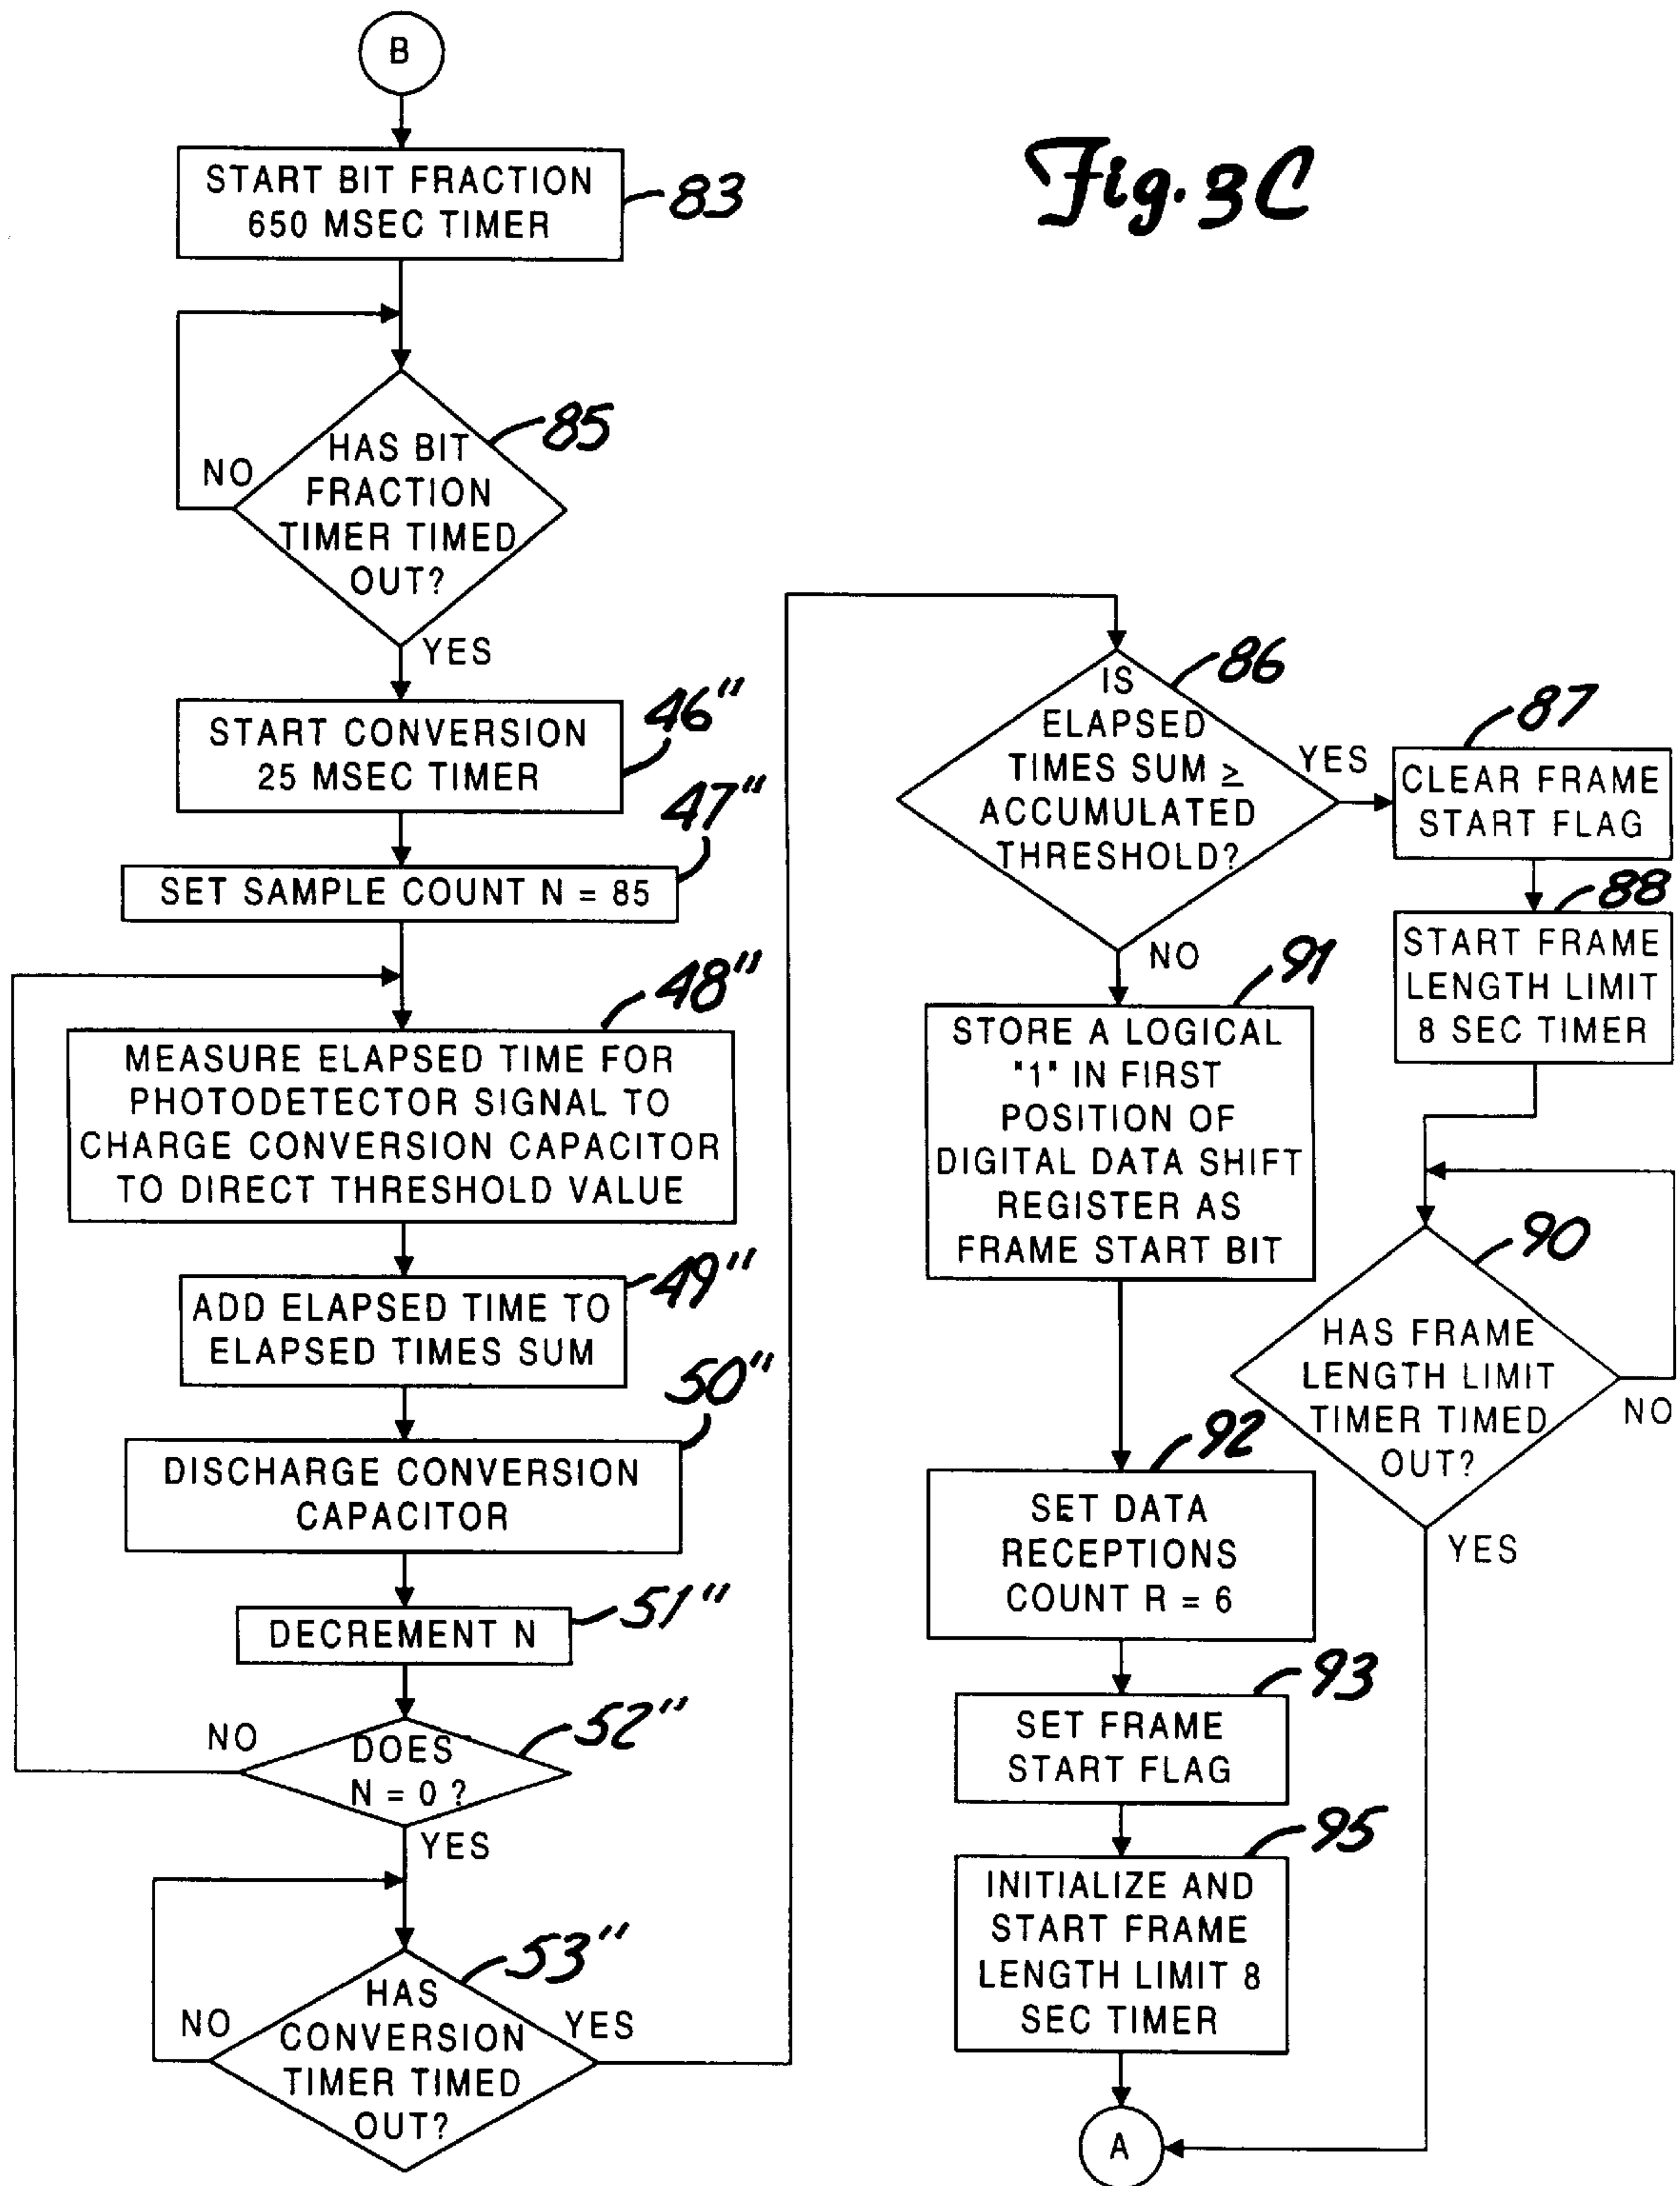 B
Fig. 3C
START BIT FRACTION
650 MSEC TIMER
83
HAS BIT
FRACTION
TIMER TIMED
OUT?
85
NO
YES
START CONVERSION
25 MSEC TIMER
46"
SET SAMPLE COUNT N = 85
47"
MEASURE ELAPSED TIME FOR
PHOTODETECTOR SIGNAL TO
CHARGE CONVERSION CAPACITOR
TO DIRECT THRESHOLD VALUE
48"
ADD ELAPSED TIME TO
ELAPSED TIMES SUM
49"
DISCHARGE CONVERSION
CAPACITOR
50"
DECREMENT N
51"
DOES
N = 0 ?
52"
NO
YES
HAS
CONVERSION
TIMER TIMED
OUT?
53"
NO
YES
IS
ELAPSED
TIMES SUM ≥
ACCUMULATED
THRESHOLD?
86
YES
NO
CLEAR FRAME
START FLAG
87
START FRAME
LENGTH LIMIT
8 SEC TIMER
88
HAS FRAME
LENGTH LIMIT
TIMER TIMED
OUT?
90
NO
YES
STORE A LOGICAL
"1" IN FIRST
POSITION OF
DIGITAL DATA SHIFT
REGISTER AS
FRAME START BIT
91
SET DATA
RECEPTIONS
COUNT R = 6
92
SET FRAME
START FLAG
93
INITIALIZE AND
START FRAME
LENGTH LIMIT 8
SEC TIMER
95
A